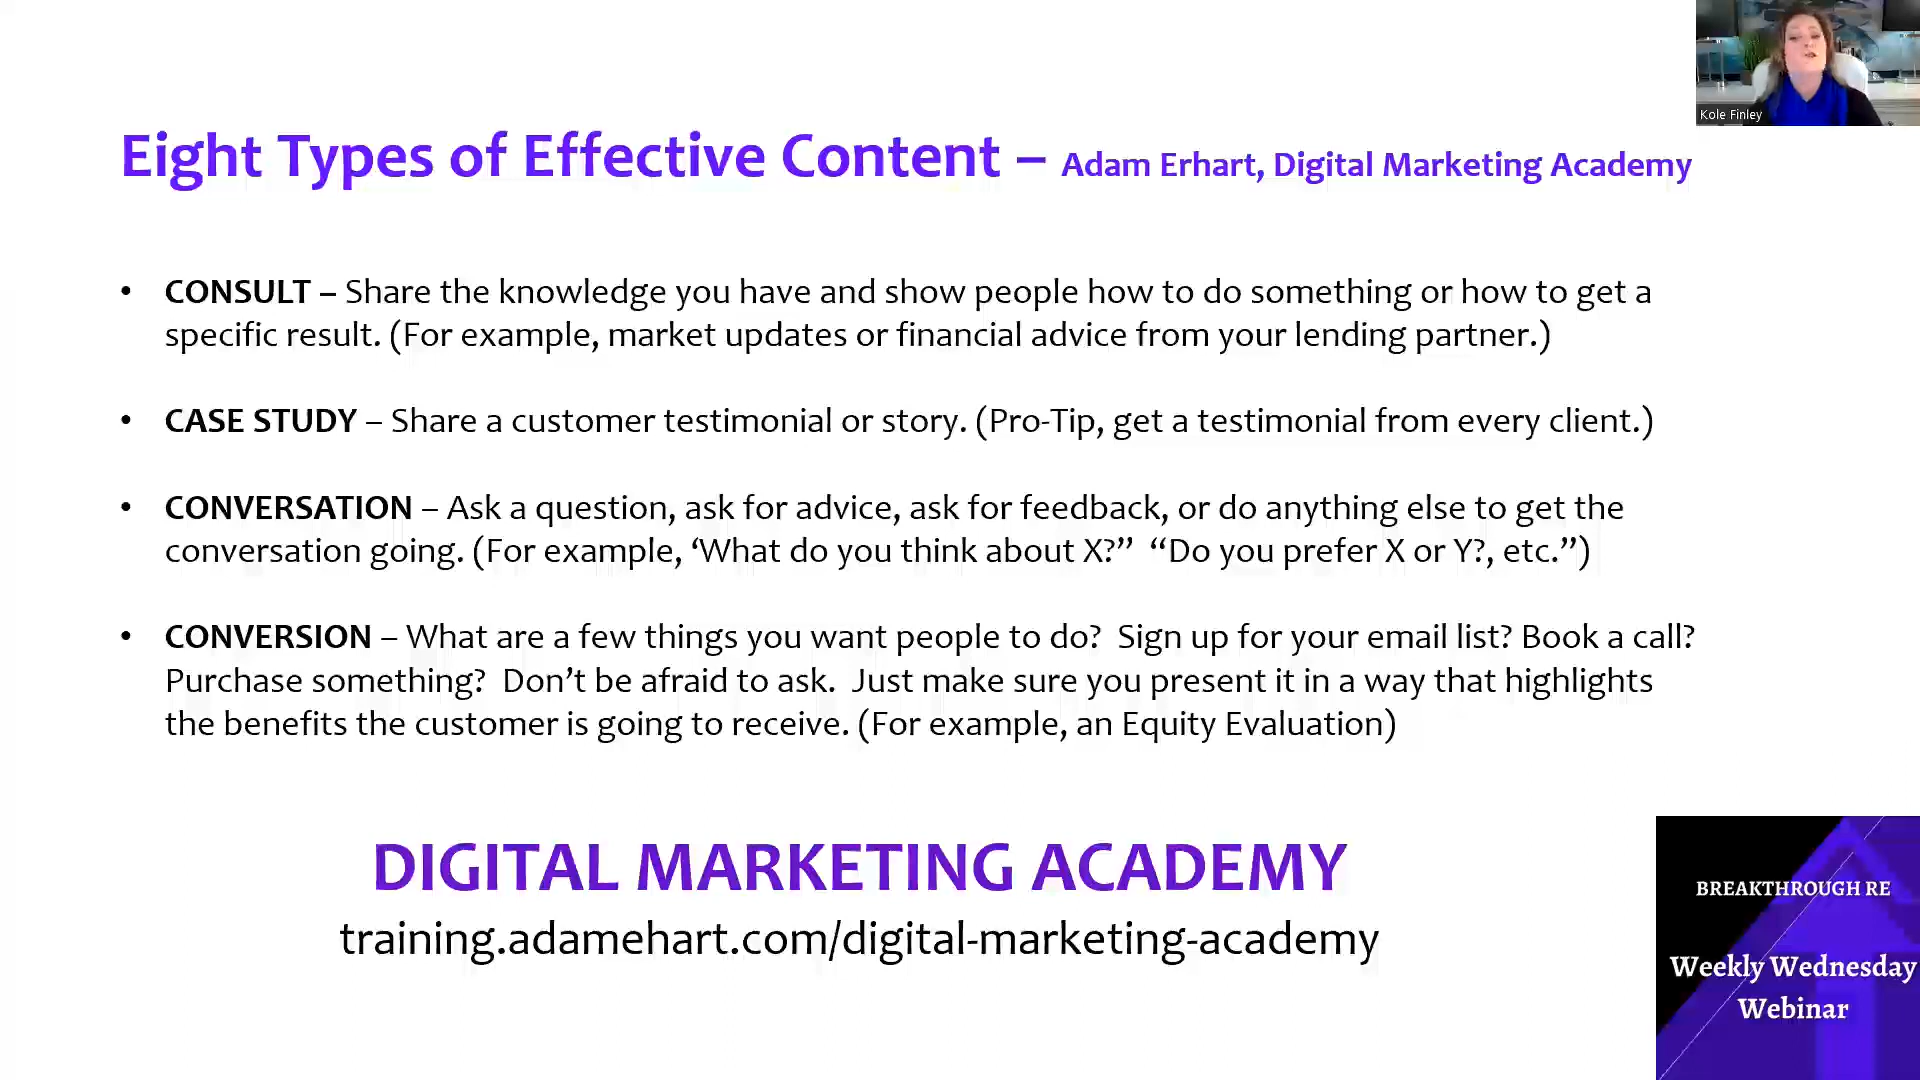 Kole Finley
Eight Types of Effective Content – Adam Erhart, Digital Marketing Academy
• CONSULT – Share the knowledge you have and show people how to do something or how to get a
specific result. (For example, market updates or financial advice from your lending partner.)
• CASE STUDY – Share a customer testimonial or story. (Pro-Tip, get a testimonial from every client.)
• CONVERSATION – Ask a question, ask for advice, ask for feedback, or do anything else to get the
conversation going. (For example, ‘What do you think about X?” “Do you prefer X or Y?, etc.”)
• CONVERSION – What are a few things you want people to do? Sign up for your email list? Book a call?
Purchase something? Don’t be afraid to ask. Just make sure you present it in a way that highlights
the benefits the customer is going to receive. (For example, an Equity Evaluation)
DIGITAL MARKETING ACADEMY
training.adamehart.com/digital-marketing-academy
BREAKTHROUGH RE
Weekly Wednesday
Webinar